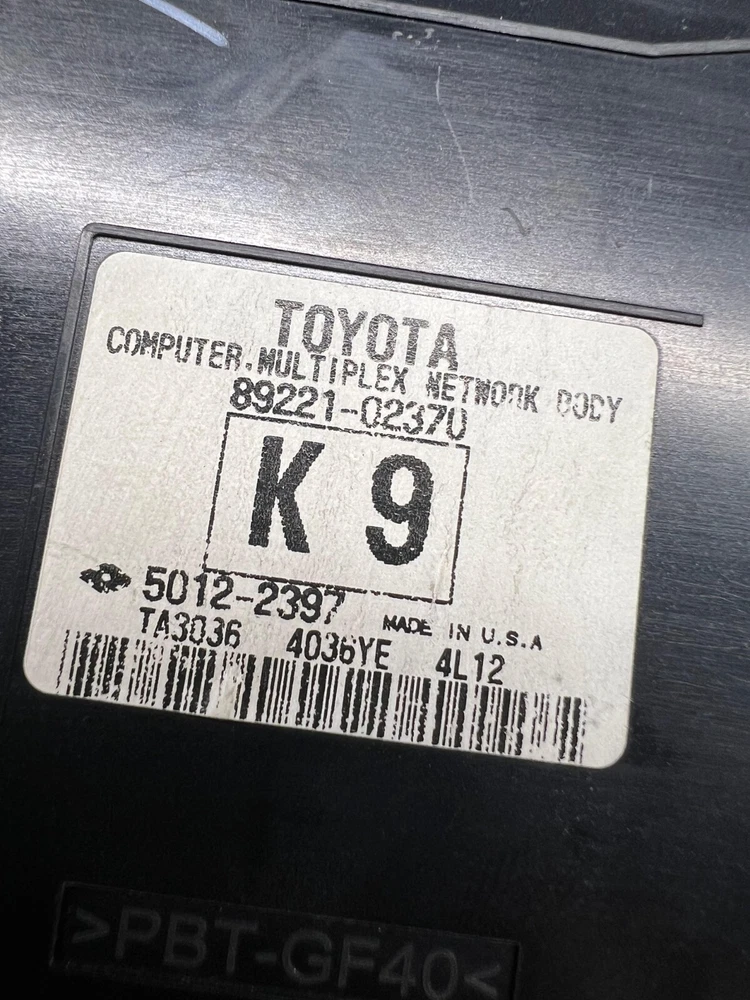 TOYOTA
COMPUTER.MULTIPLEX NETWORK BODY
89221-02370
K 9
5012-2397 MADE IN U.S.A
TA3036 4036YE 4L12
>PBT-GF40<